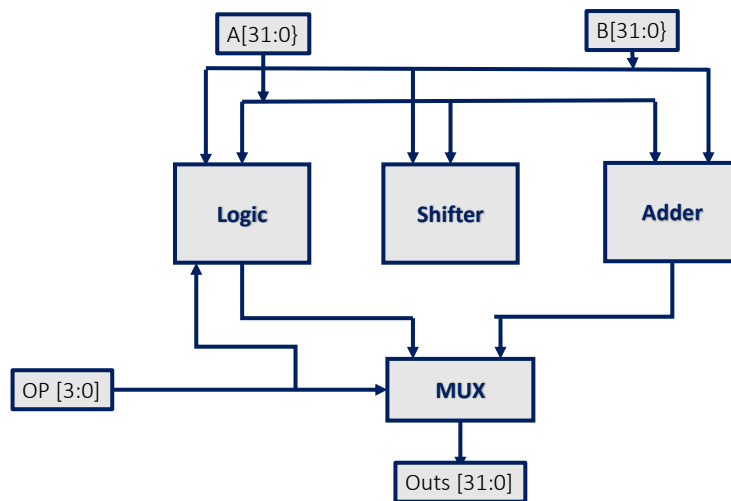 A[31:0}
B[31:0}
Logic
Shifter
Adder
OP [3:0]
MUX
Outs [31:0]